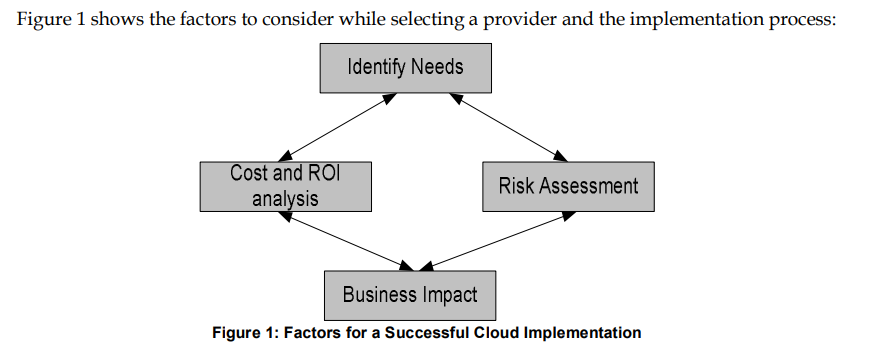 Figure 1 shows the factors to consider while selecting a provider and the implementation process:
Identify Needs
Cost and ROI
analysis
Risk Assessment
Business Impact
Figure 1: Factors for a Successful Cloud Implementation